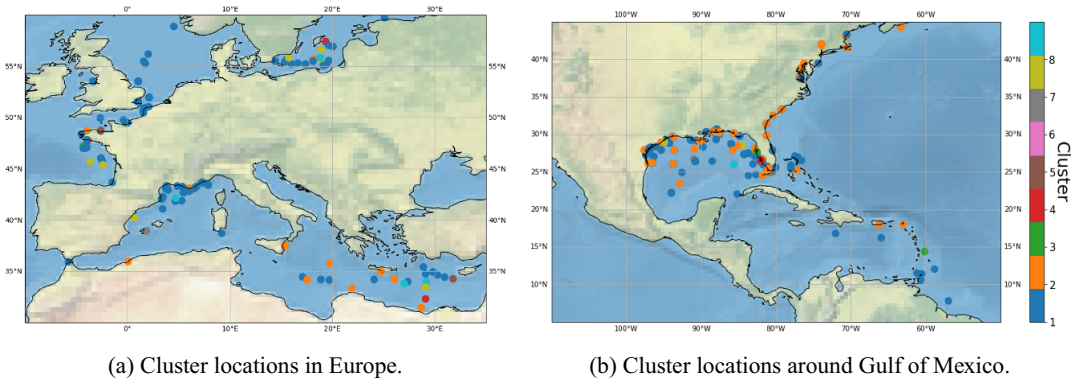 100°W 90°W 80°W 70°W 60°W
0° 10°E 20°E 30°E
55°N 55°N
50°N 50°N
45°N 45°N
40°N 40°N
35°N 35°N
0° 10°E 20°E 30°E
40°N 40°N
35°N 35°N
30°N 30°N
25°N 25°N
20°N 20°N
15°N 15°N
10°N 10°N
100°W 90°W 80°W 70°W 60°W
8
7
6
5
4
3
2
1
Cluster
(a) Cluster locations in Europe.
(b) Cluster locations around Gulf of Mexico.